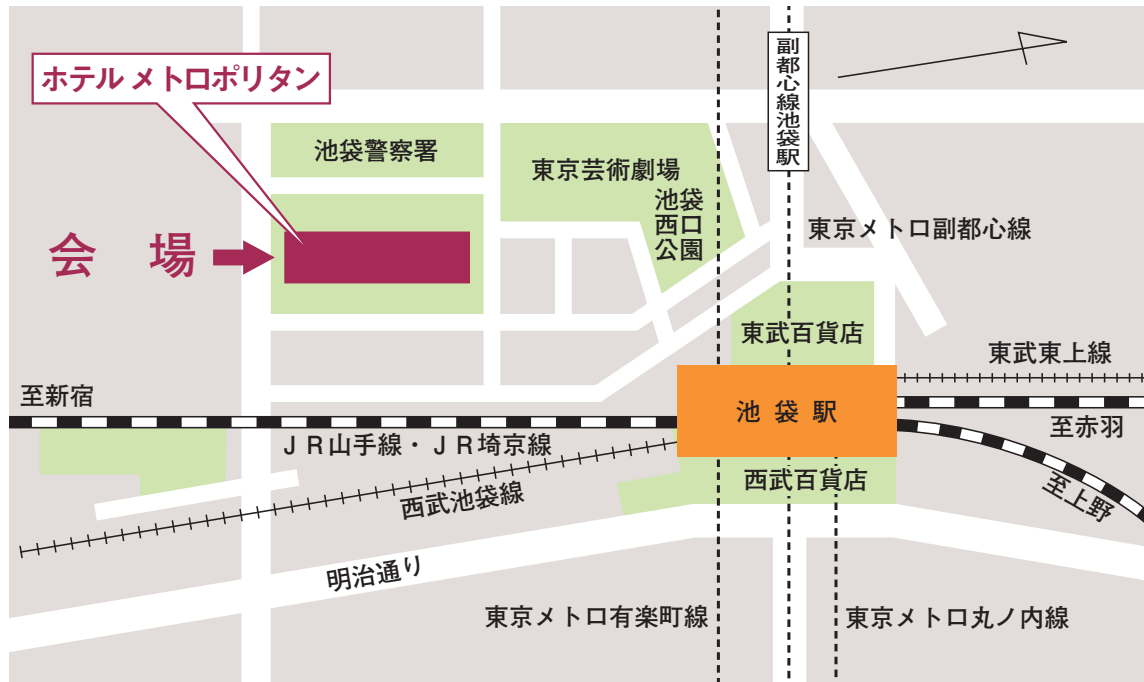 ホテル メトロポリタン
副都心線池袋駅
池袋警察署
東京芸術劇場
池袋
西口
公園
東京メトロ副都心線
会 場
東武百貨店
東武東上線
至新宿
池袋駅
至赤羽
ＪＲ山手線・ＪＲ埼京線
西武池袋線
西武百貨店
至上野
明治通り
東京メトロ有楽町線
東京メトロ丸ノ内線